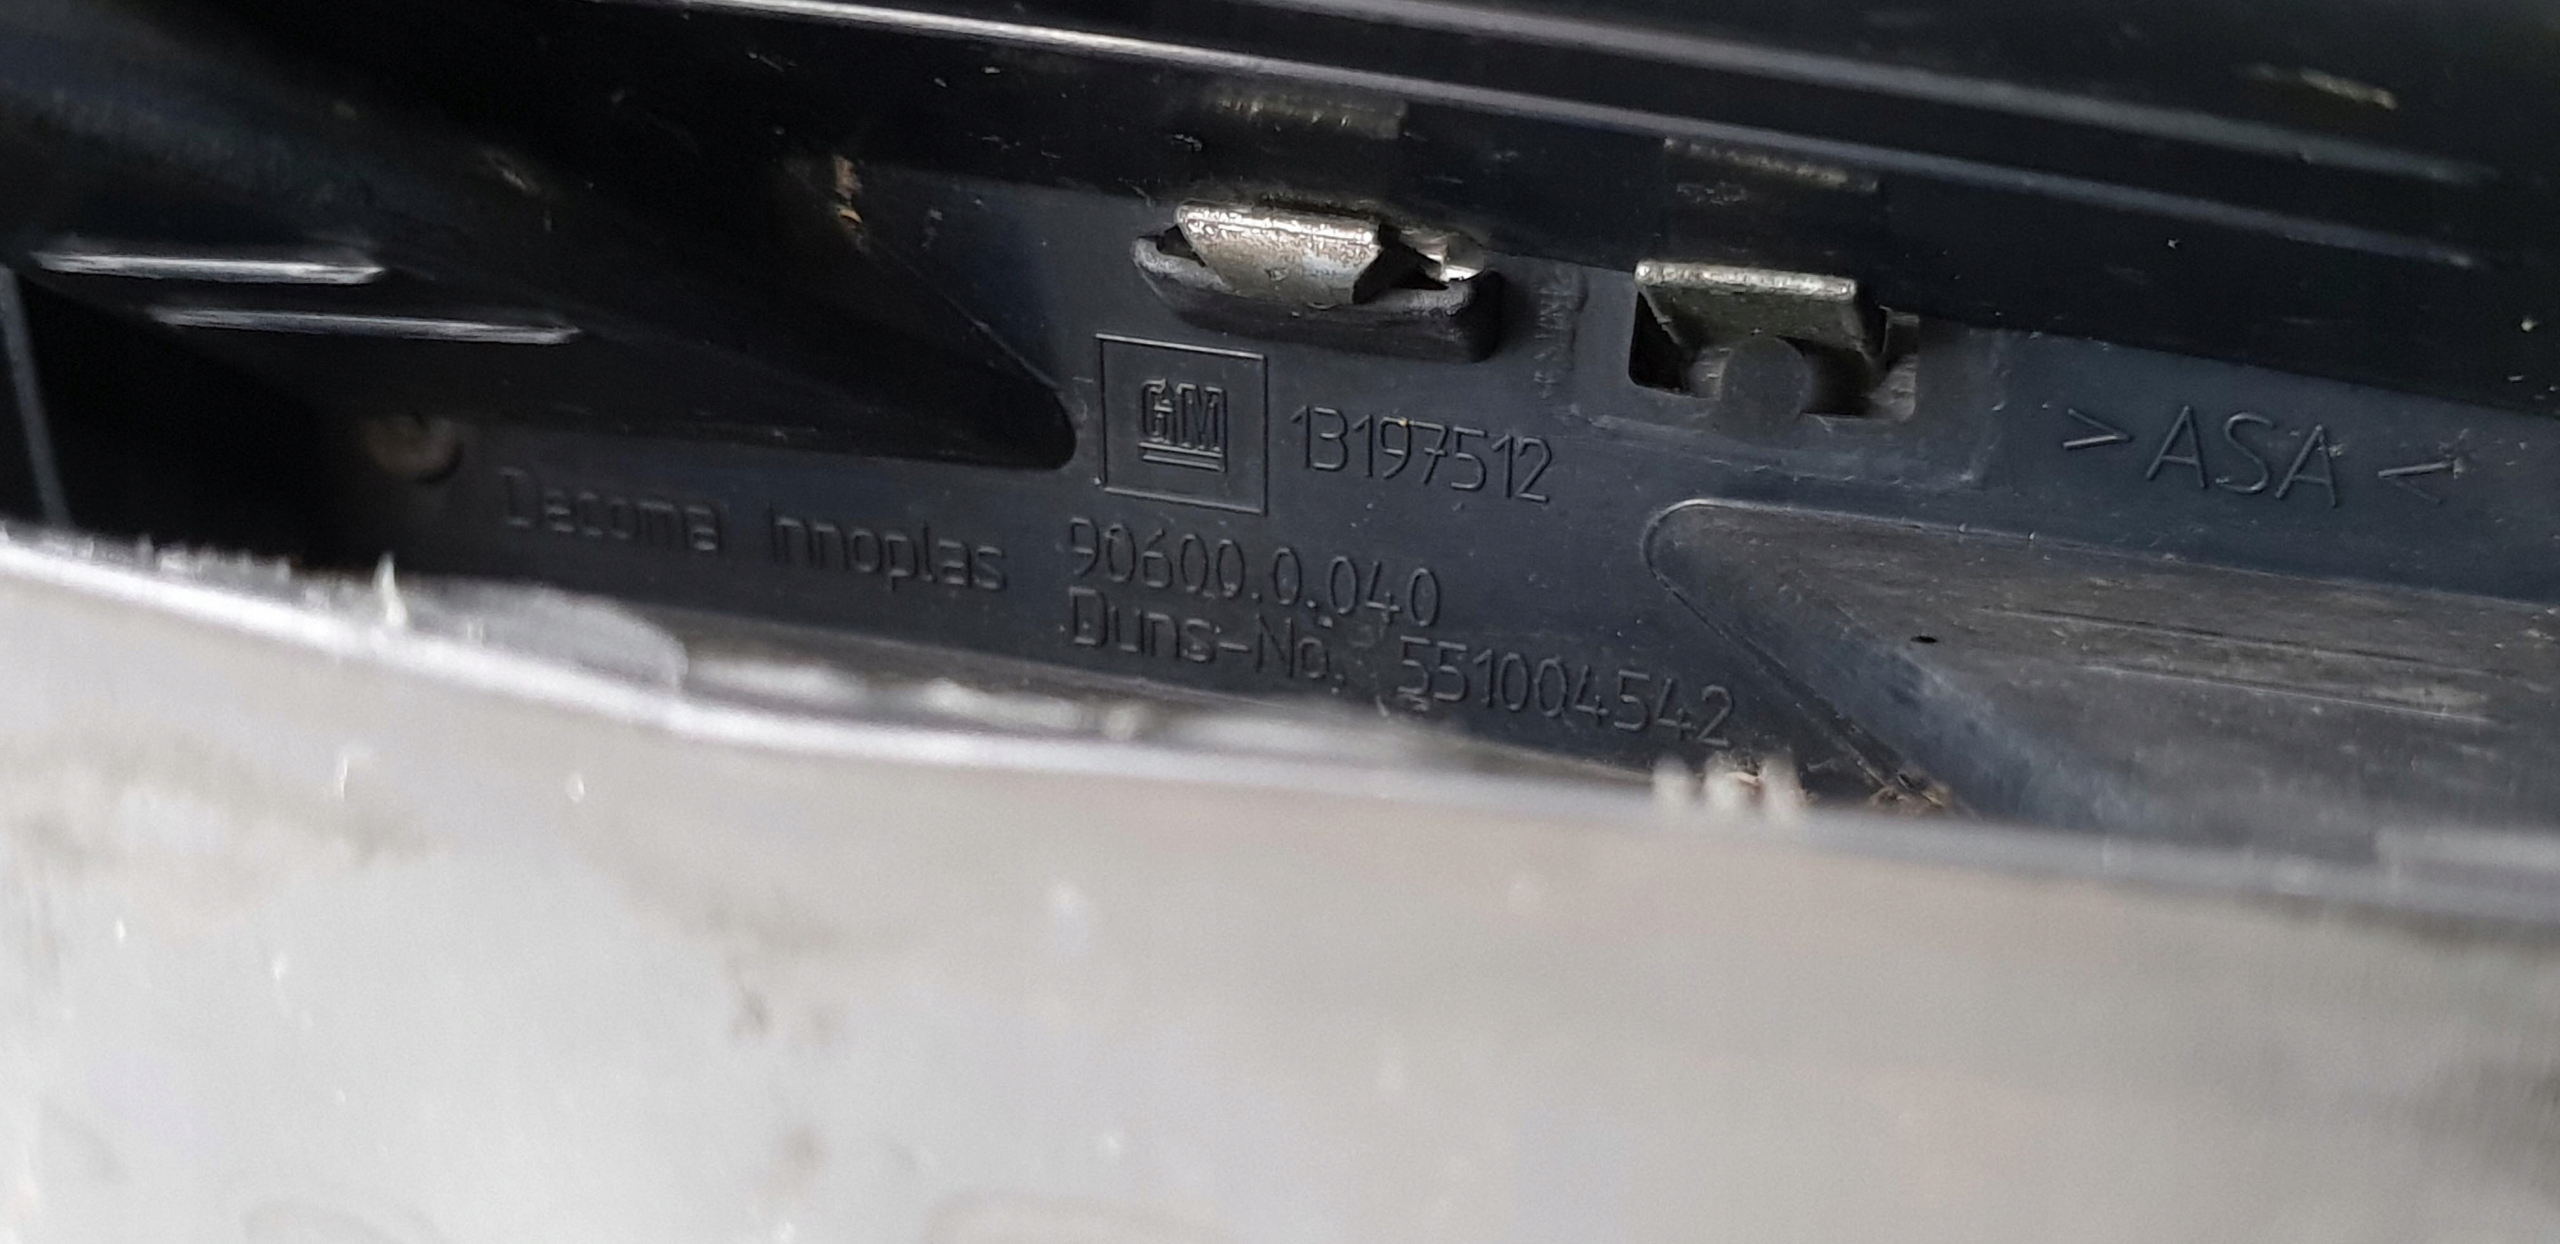 GM 13197512
>ASA<
Decoma innoplas 90600.0.040
Duns-No. 551004542